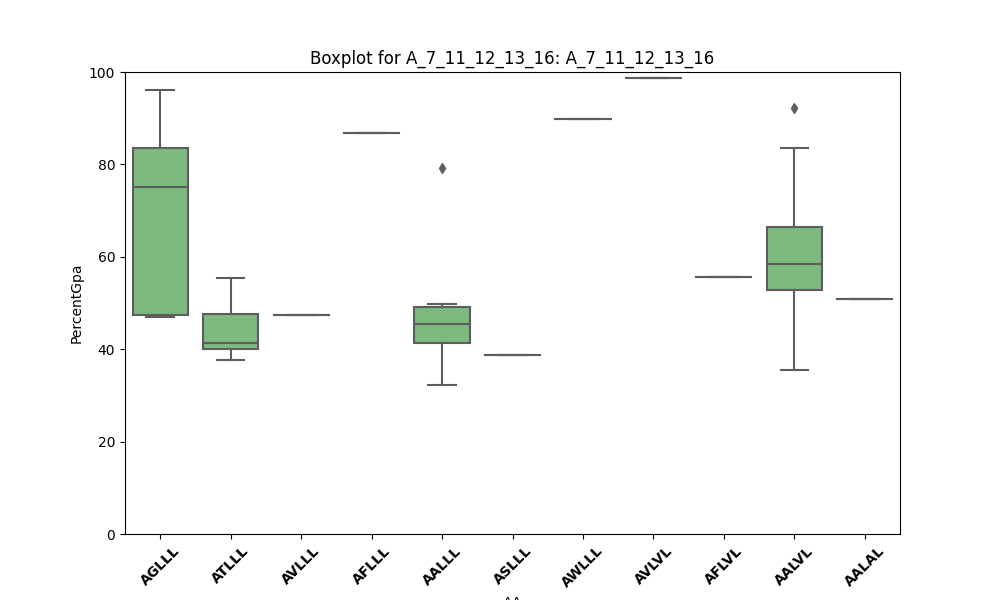 Boxplot for A_7_11_12_13_16: A_7_11_12_13_16
100
80
60
40
20
0
PercentGpa
AGLLL
ATLLL
AVLLL
AFLLL
AALLL
ASLLL
AWLLL
AVLVL
AFLVL
AALVL
AALAL